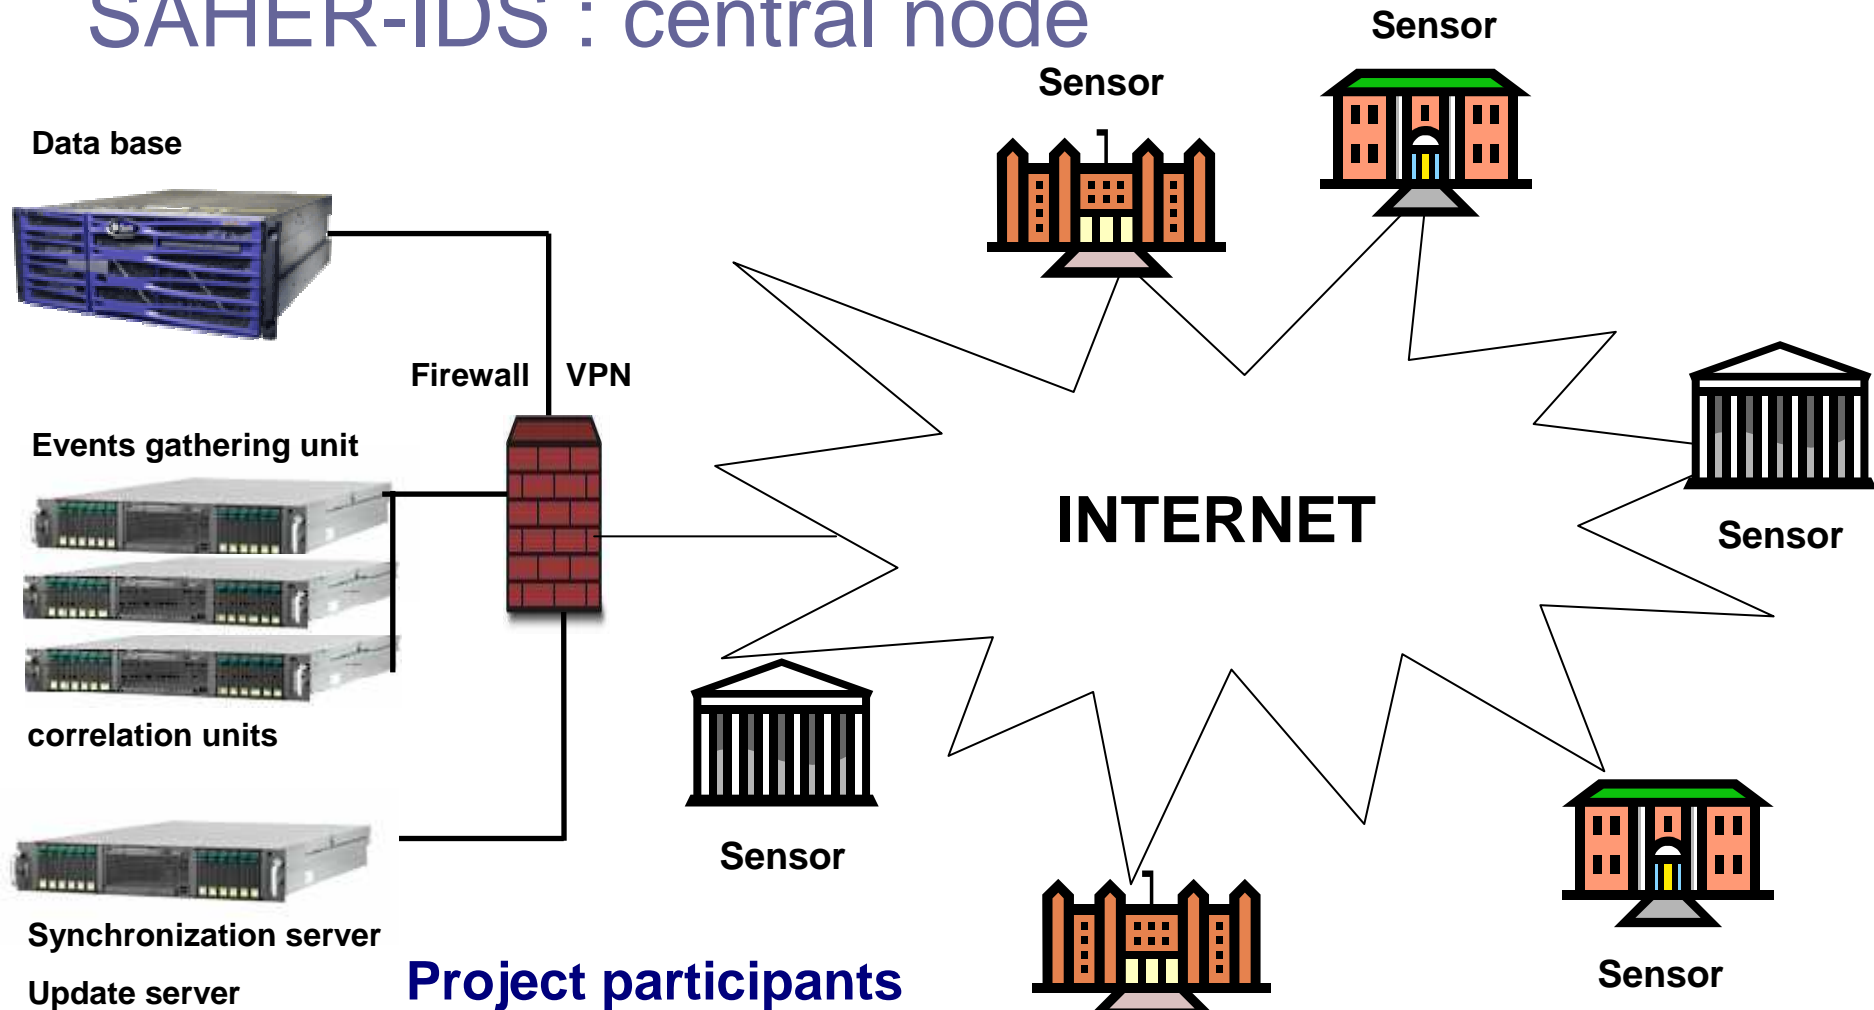 SAHER-IDS : central node
Sensor
Sensor
Data base
Firewall VPN
Events gathering unit
INTERNET
Sensor
correlation units
Sensor
Synchronization server
Update server
Project participants
Sensor